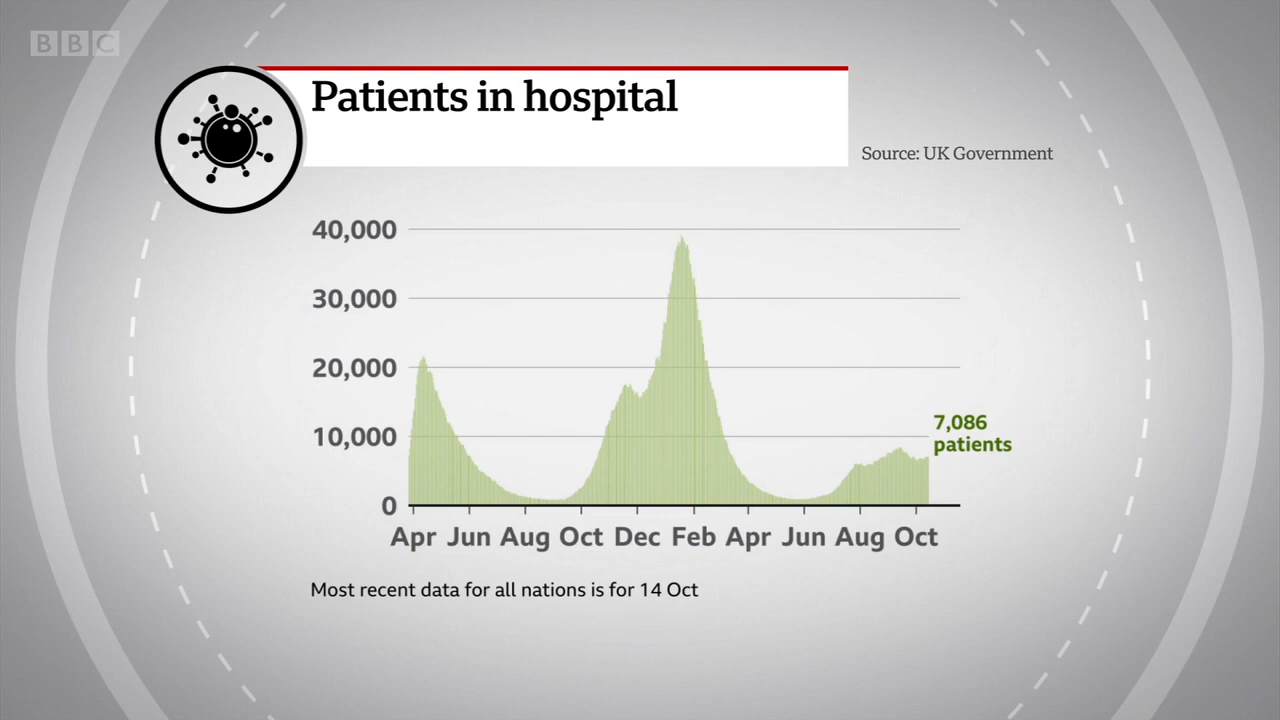 BBC
Patients in hospital
Source: UK Government
40,000
30,000
20,000
10,000
0
7,086
patients
Apr Jun Aug Oct Dec Feb Apr Jun Aug Oct
Most recent data for all nations is for 14 Oct